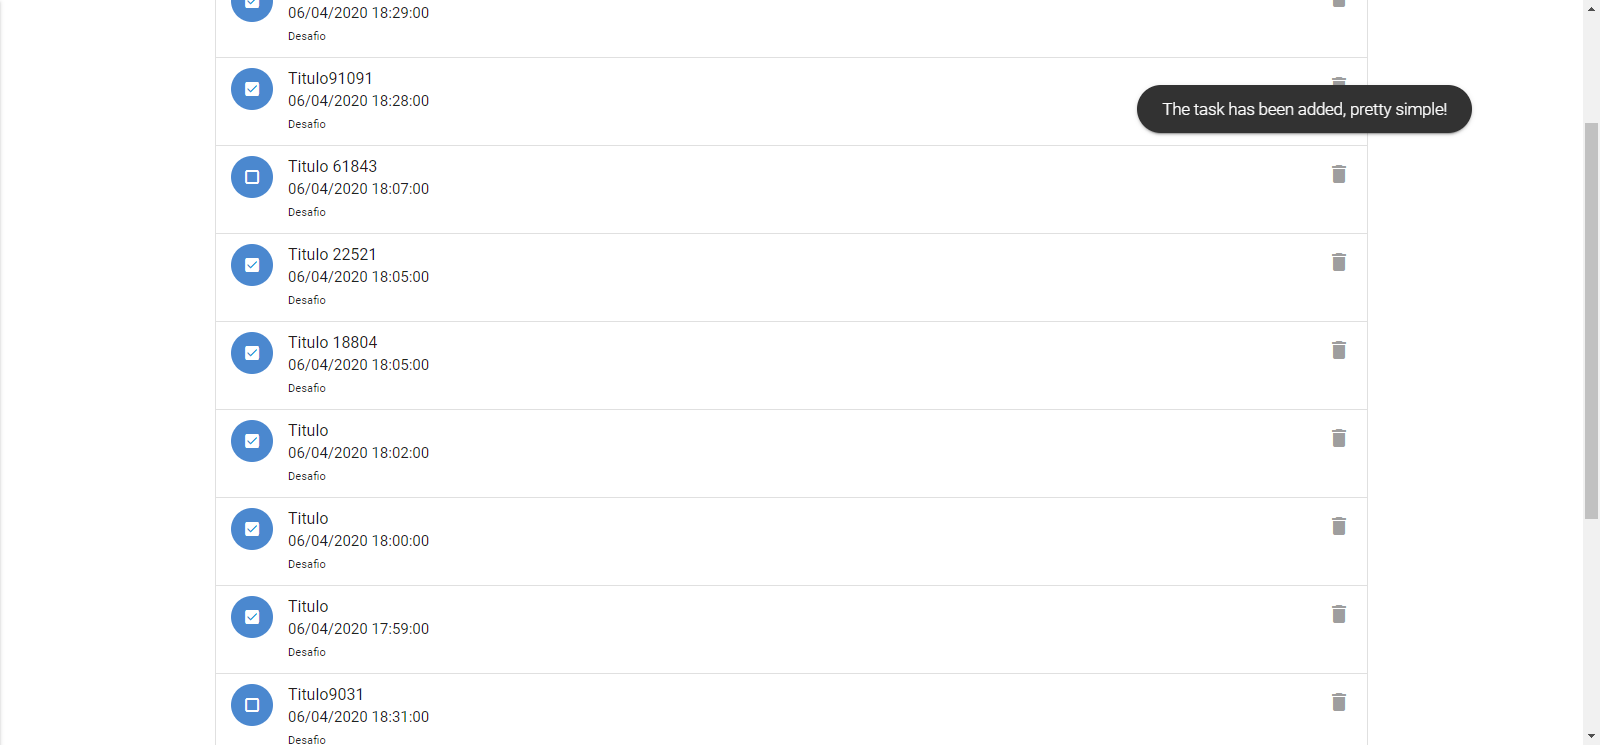 06/04/2020 18:29:00
Desafio
Titulo91091
06/04/2020 18:28:00
Desafio
The task has been added, pretty simple!
Titulo 61843
06/04/2020 18:07:00
Desafio
Titulo 22521
06/04/2020 18:05:00
Desafio
Titulo 18804
06/04/2020 18:05:00
Desafio
Titulo
06/04/2020 18:02:00
Desafio
Titulo
06/04/2020 18:00:00
Desafio
Titulo
06/04/2020 17:59:00
Desafio
Titulo9031
06/04/2020 18:31:00
Desafio